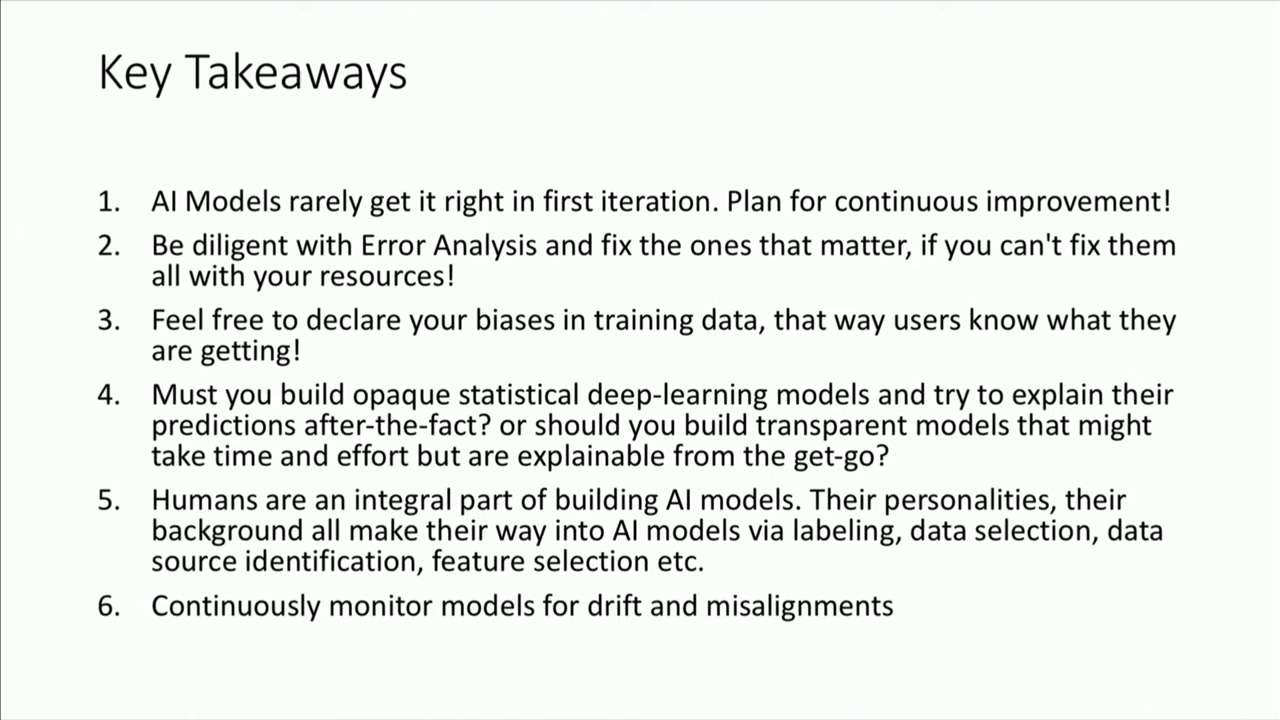 Key Takeaways
1. AI Models rarely get it right in first iteration. Plan for continuous improvement!
2. Be diligent with Error Analysis and fix the ones that matter, if you can't fix them
all with your resources!
3. Feel free to declare your biases in training data, that way users know what they
are getting!
4. Must you build opaque statistical deep-learning models and try to explain their
predictions after-the-fact? or should you build transparent models that might
take time and effort but are explainable from the get-go?
5. Humans are an integral part of building AI models. Their personalities, their
background all make their way into AI models via labeling, data selection, data
source identification, feature selection etc.
6. Continuously monitor models for drift and misalignments